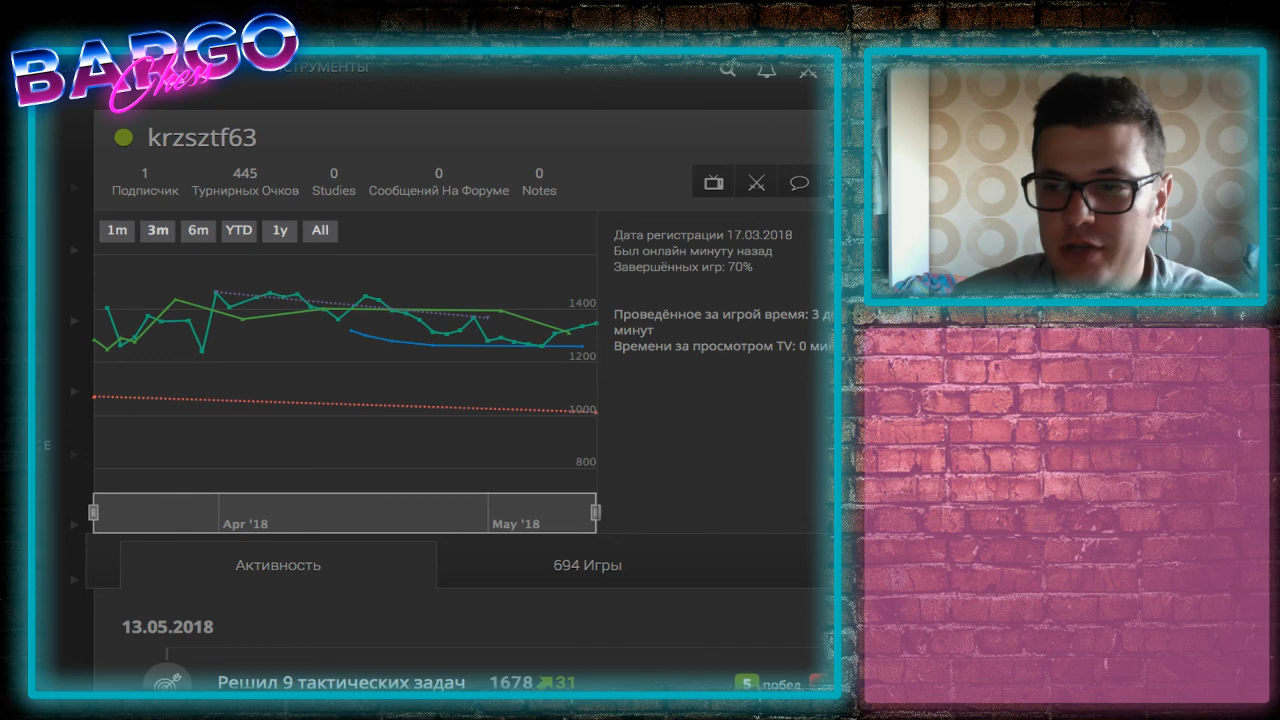 BARGO
Chess
СТРУМЕНТЫ
krzsztf63
1 445 0 0 0
Подписчик Турнирных Очков Studies Сообщений На Форуме Notes
1m 3m 6m YTD 1y All
Дата регистрации 17.03.2018
Был онлайн минуту назад
Завершённых игр: 70%
Проведённое за игрой время: 3
минут
Времени за просмотром TV: 0
1400
1200
1000
800
Е
Apr '18 May '18
Активность 694 Игры
13.05.2018
Решил 9 тактических задач 1678 31 5 побед